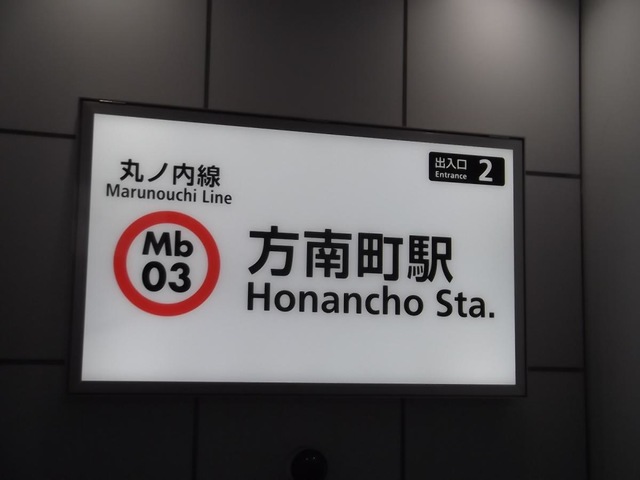 丸ノ内線
Marunouchi Line
Mb
03
方南町駅
Honancho Sta.
出入口
Entrance
2